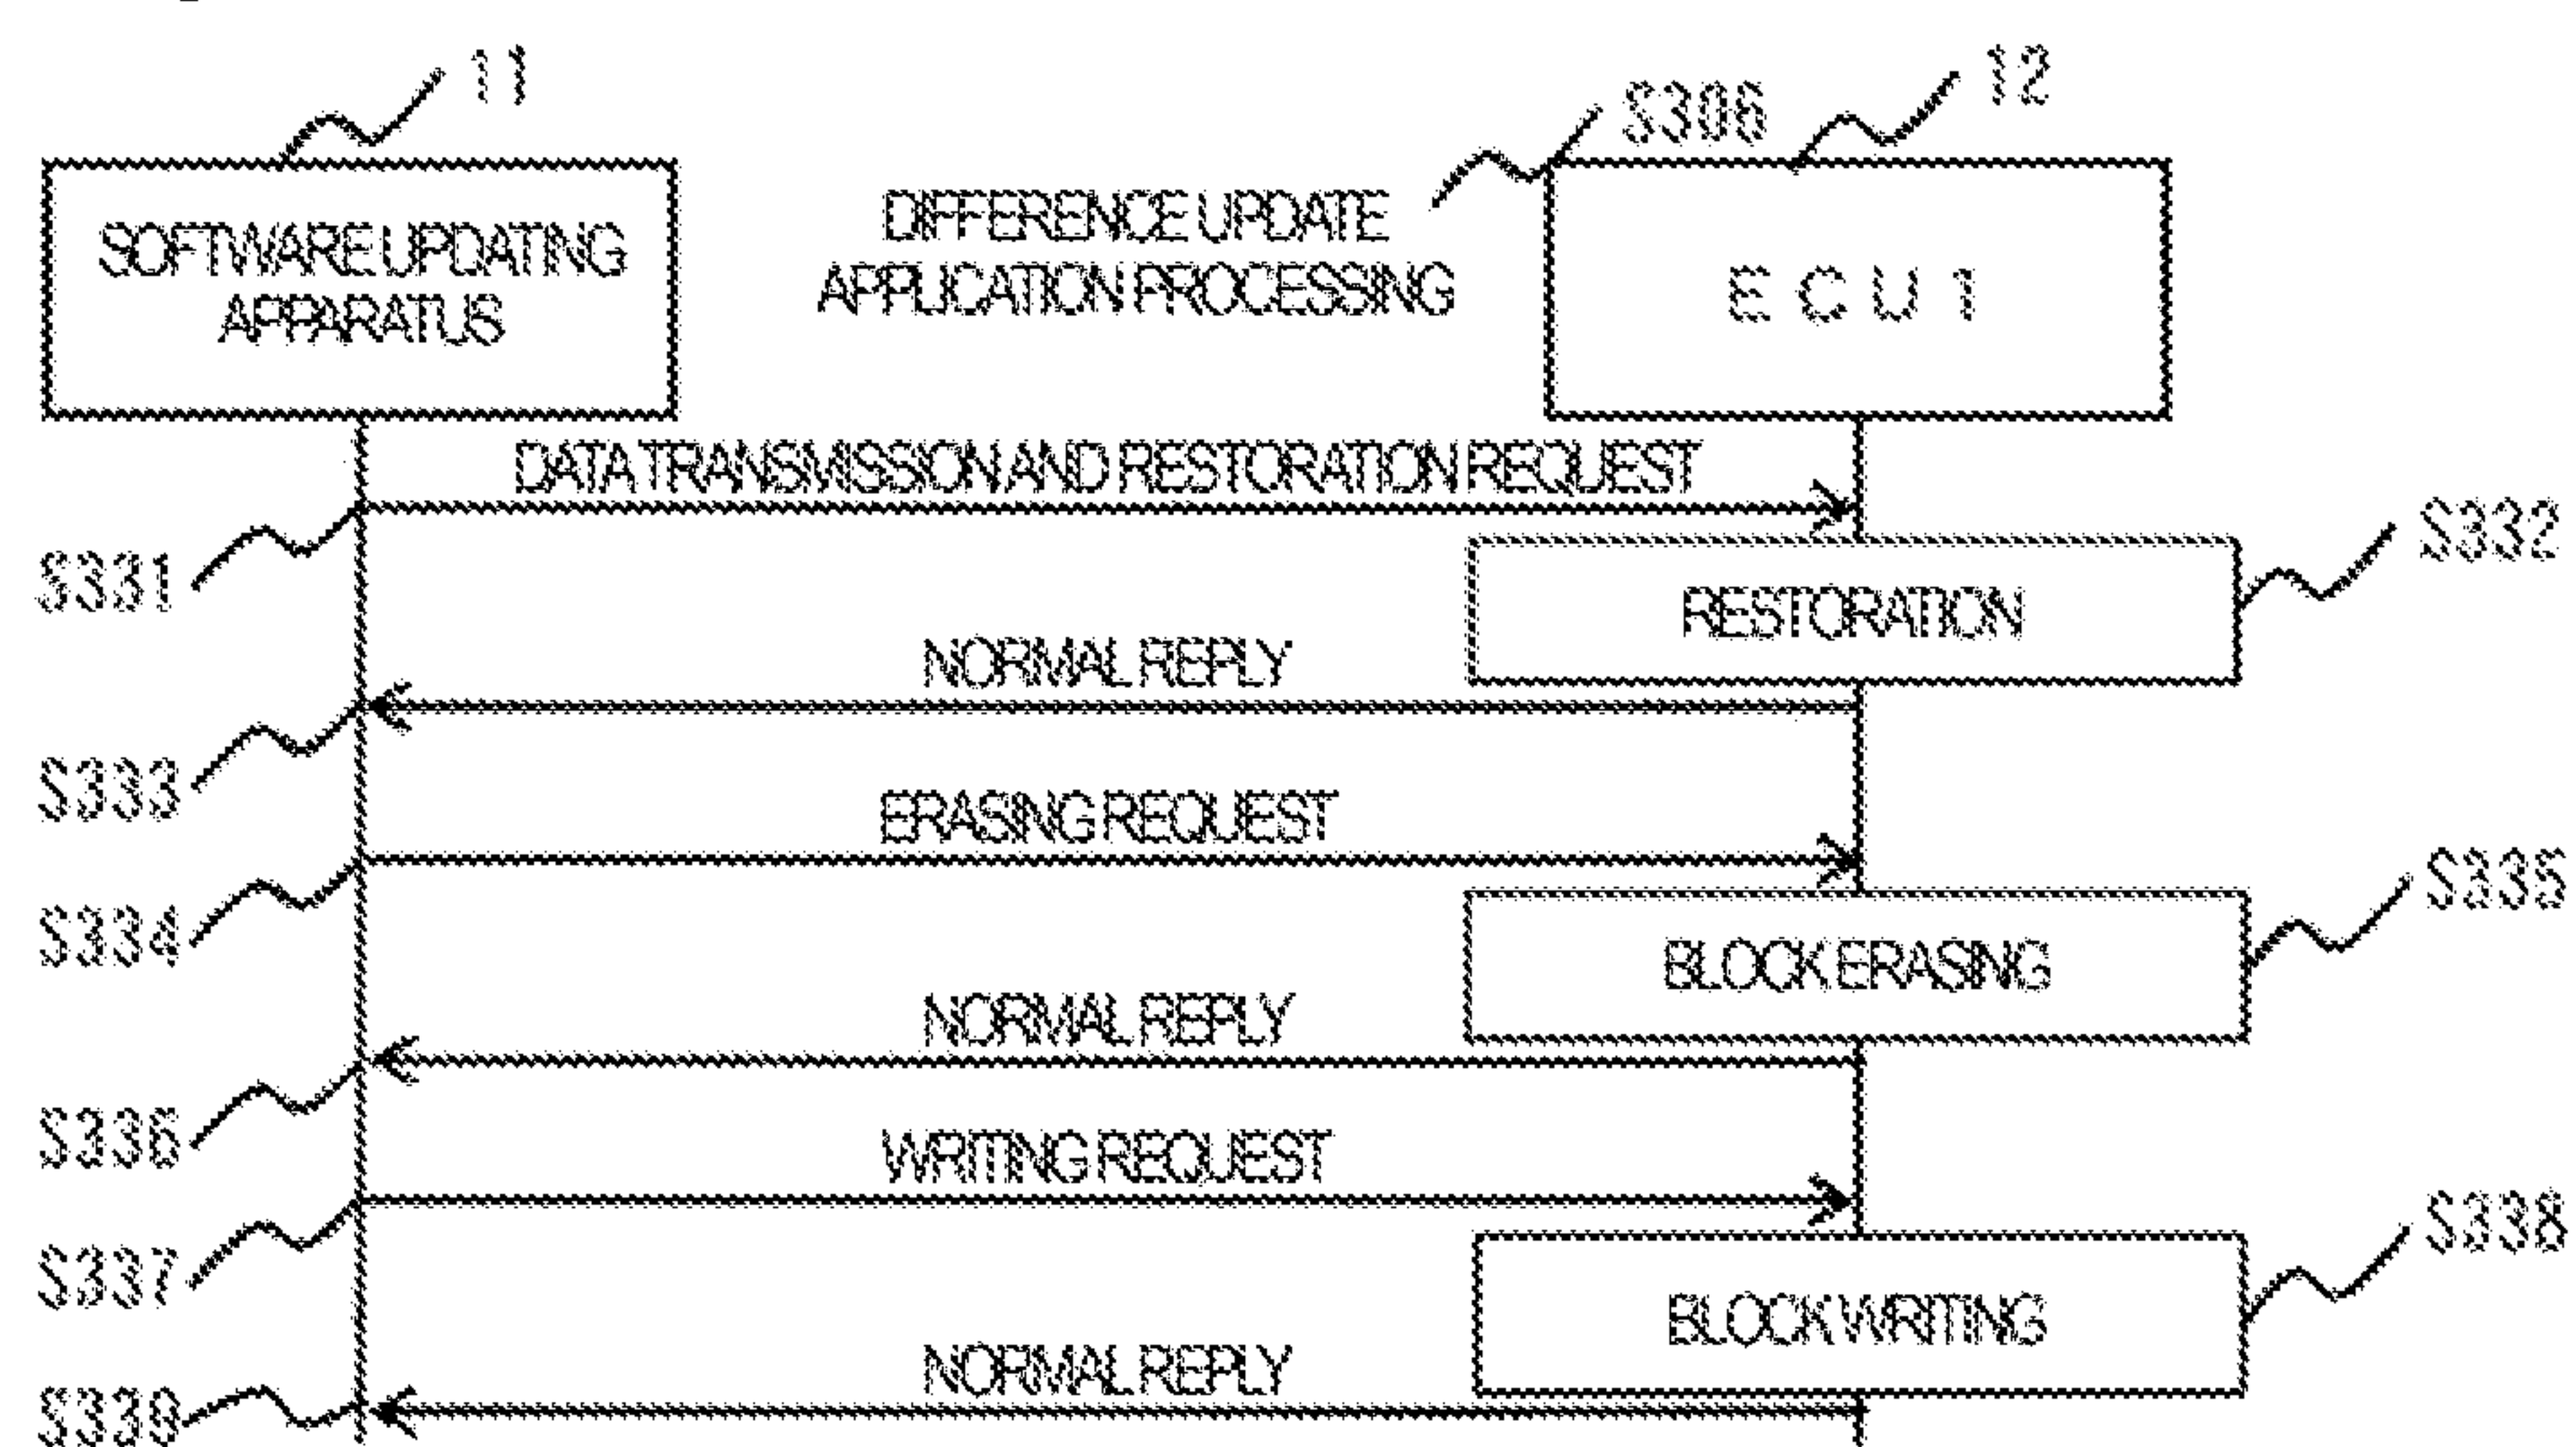 11
S306
12
SOFTWARE UPDATING
APPARATUS
DIFFERENCE UPDATE
APPLICATION PROCESSING
ECU1
DATA TRANSMISSION AND RESTORATION REQUEST
S331
RESTORATION
S332
NORMAL REPLY
S333
ERASING REQUEST
S334
BLOCK ERASING
S335
NORMAL REPLY
S336
WRITING REQUEST
S337
BLOCK WRITING
S338
NORMAL REPLY
S339